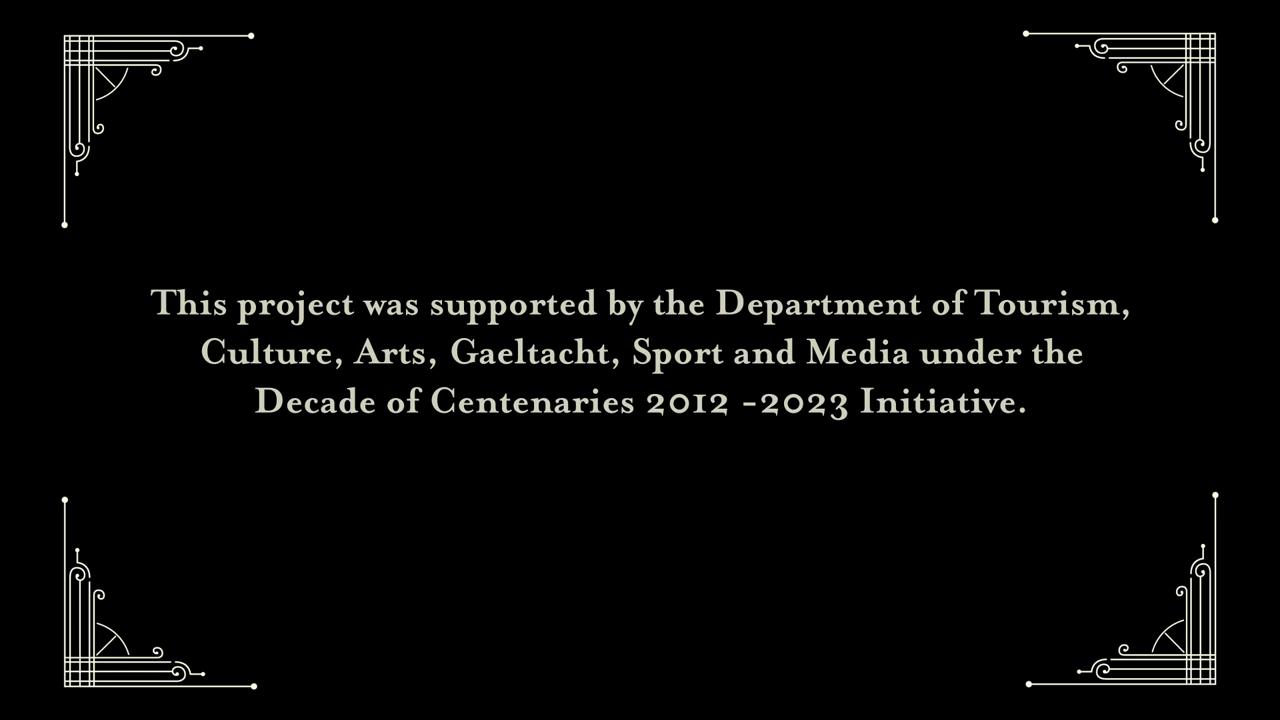 This project was supported by the Department of Tourism,
Culture, Arts, Gaeltacht, Sport and Media under the
Decade of Centenaries 2012 -2023 Initiative.